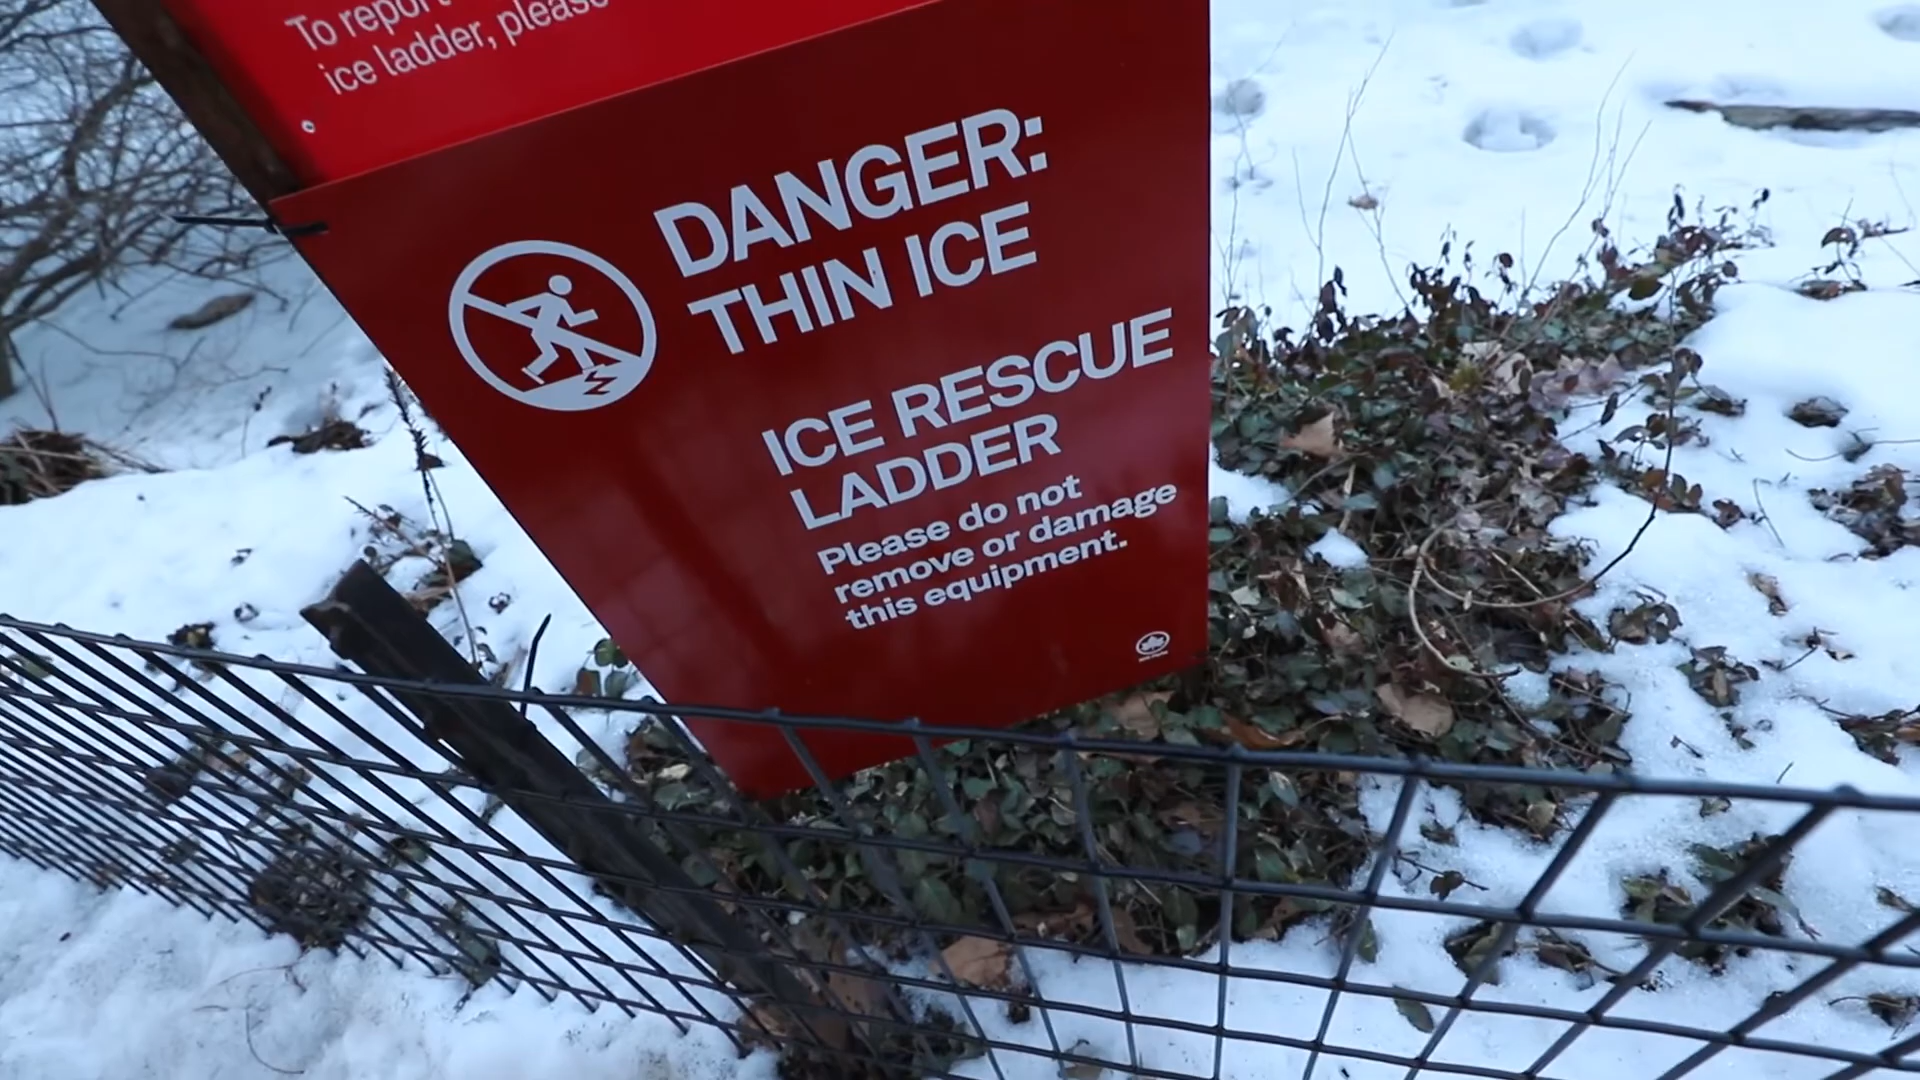 To report
ice ladder, please
DANGER:
THIN ICE
ICE RESCUE
LADDER
Please do not
remove or damage
this equipment.